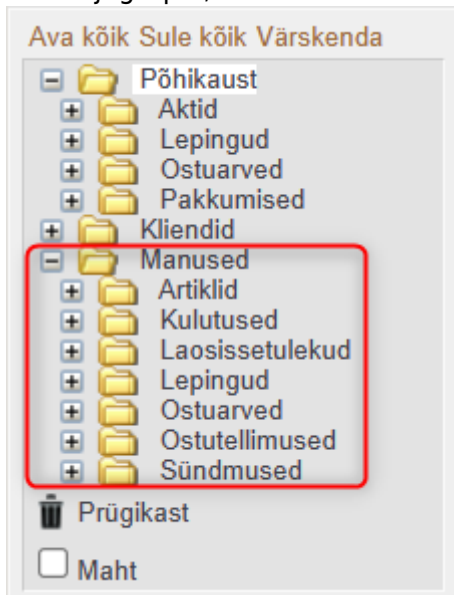 Ava kõik Sule kõik Värskenda
Põhikaust
Aktid
Lepingud
Ostuarved
Pakkumised
Kliendid
Manused
Artiklid
Kulutused
Laosissetulekud
Lepingud
Ostuarved
Ostutellimused
Sündmused
Prügikast
Maht